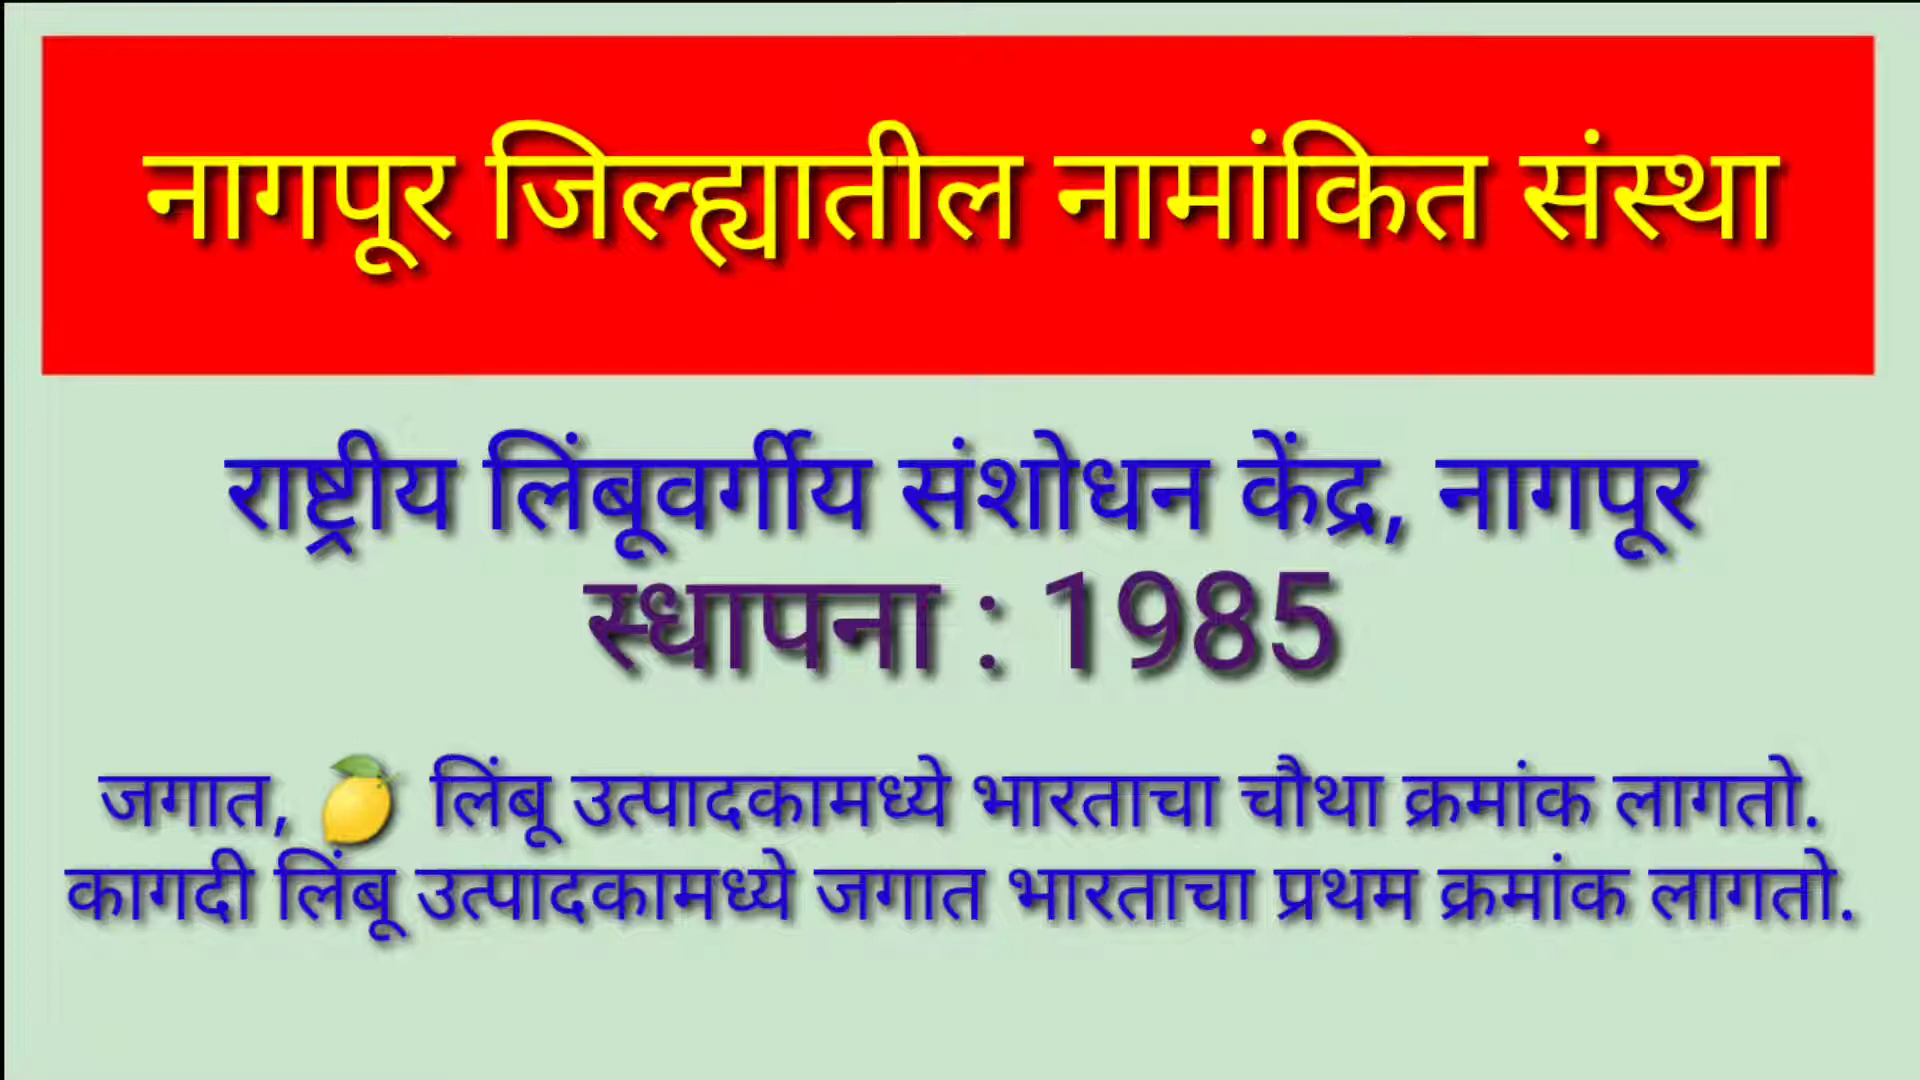 नागपूर जिल्ह्यातील नामांकित संस्था
राष्ट्रीय लिंबूवर्गीय संशोधन केंद्र, नागपूर
स्धापना : 1985
जगात, 🍋 लिंबू उत्पादकामध्ये भारताचा चौथा क्रमांक लागतो.
कागदी लिंबू उत्पादकामध्ये जगात भारताचा प्रथम क्रमांक लागतो.